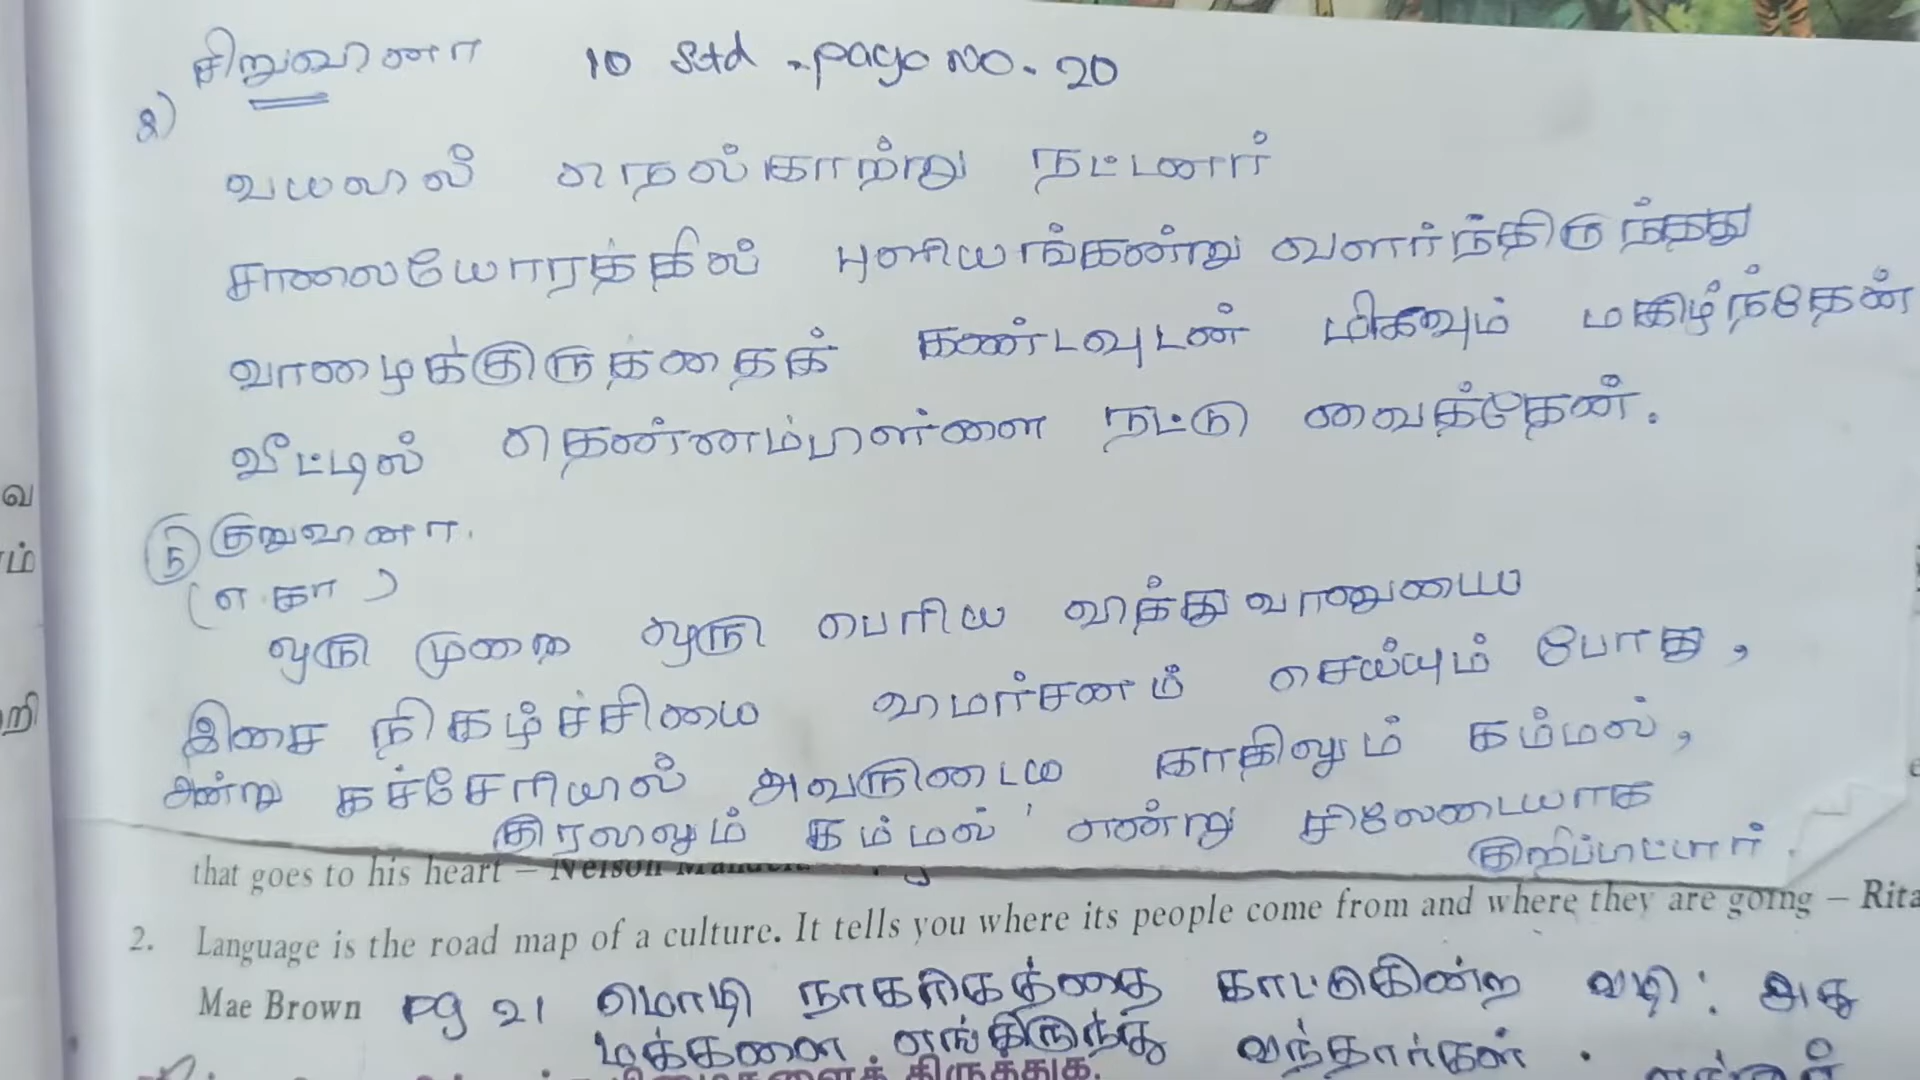 சிறுவினா 10 Std - page No. 20
2)
வயலில் நெல்நாற்று நட்டனர்
சாலையோரத்தில் புளியங்கன்று வளர்ந்திருந்தது
வாழைக்குருத்தைக் கண்டவுடன் மிகவும் மகிழ்ந்தேன்
வீட்டில் தென்னம்பிள்ளை நட்டு வைத்தேன்.
5 குறுவினா.
(எ.கா)
ஒரு முறை ஒரு பெரிய வித்துவானுடைய
இசை நிகழ்ச்சியை விமர்சனம் செய்யும் போது,
அன்று கச்சேரியில் அவருடைய காதிலும் கம்மல்,
குரலிலும் கம்மல் ' என்று சிலேடையாக
குறிப்பிட்டார்.
that goes to his heart – Nelson Mandela
2. Language is the road map of a culture. It tells you where its people come from and where they are going – Rita
Mae Brown pg 21 மொழி நாகரிகத்தை காட்டுகின்ற வழி: அது
மக்களை எங்கிருந்து வந்தார்கள்
வ
ம்
றி